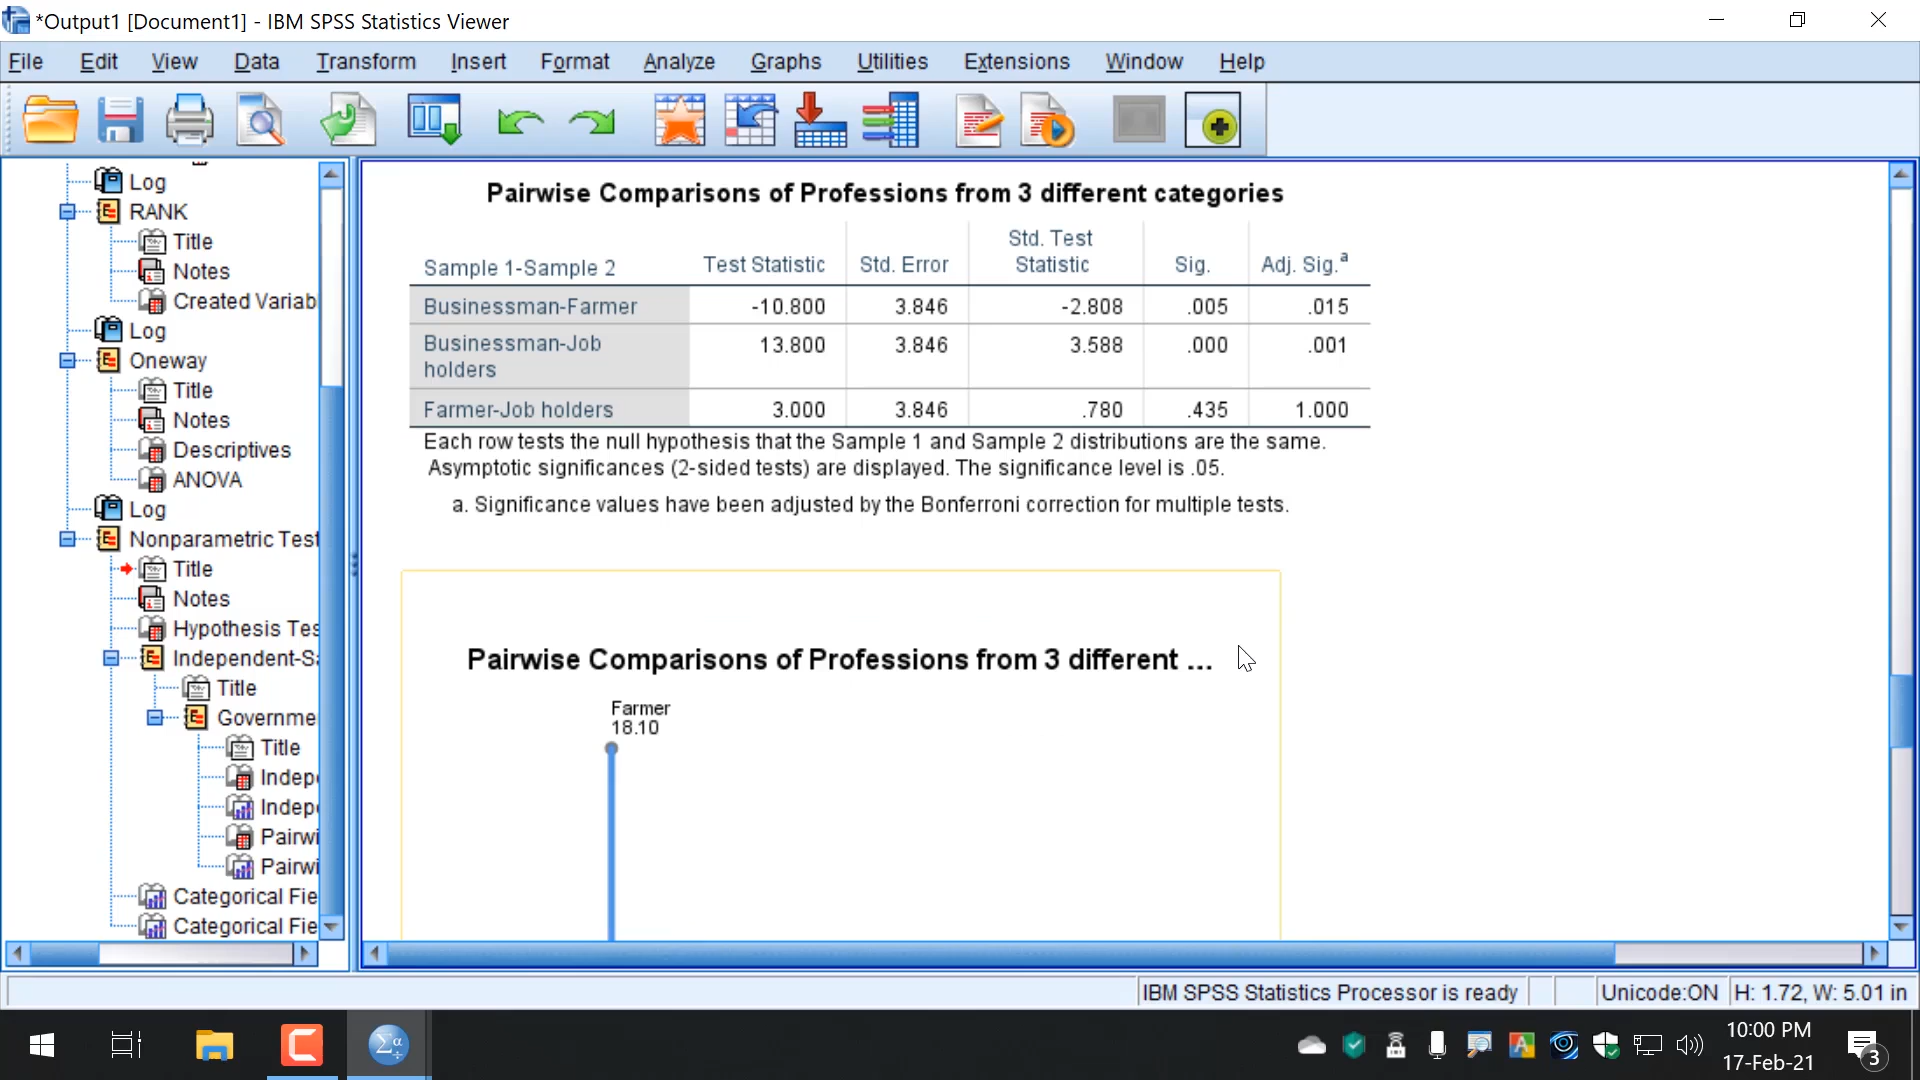 *Output1 [Document1] - IBM SPSS Statistics Viewer
File Edit View Data Transform Insert Format Analyze Graphs Utilities Extensions Window Help
Log
RANK
Title
Notes
Created Variab
Log
Oneway
Title
Notes
Descriptives
ANOVA
Log
Nonparametric Test
Title
Notes
Hypothesis Tes
Independent-Sa
Title
Governme
Title
Indepe
Indepe
Pairwi
Pairwi
Categorical Fie
Categorical Fie
Pairwise Comparisons of Professions from 3 different categories
Sample 1-Sample 2 Test Statistic Std. Error Std. Test Statistic Sig. Adj. Sig.a
Businessman-Farmer -10.800 3.846 -2.808 .005 .015
Businessman-Job holders 13.800 3.846 3.588 .000 .001
Farmer-Job holders 3.000 3.846 .780 .435 1.000
Each row tests the null hypothesis that the Sample 1 and Sample 2 distributions are the same.
Asymptotic significances (2-sided tests) are displayed. The significance level is .05.
a. Significance values have been adjusted by the Bonferroni correction for multiple tests.
Pairwise Comparisons of Professions from 3 different ...
Farmer
18.10
IBM SPSS Statistics Processor is ready Unicode:ON H: 1.72, W: 5.01 in
10:00 PM
17-Feb-21
3